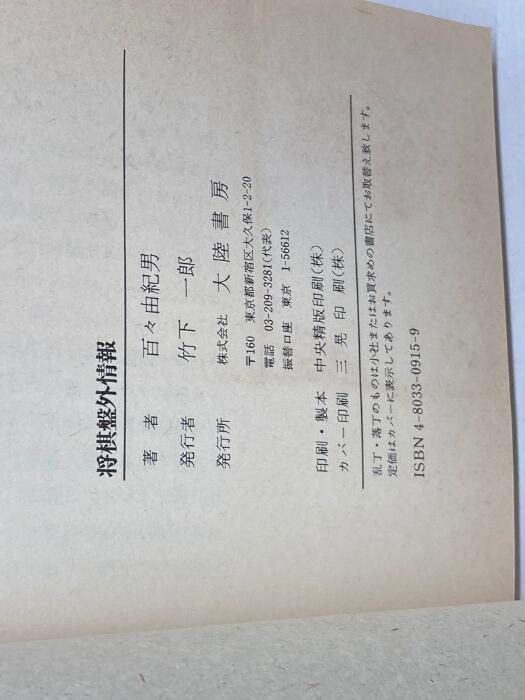 将棋盤外情報
著者 百々由紀男
発行者 竹下一郎
発行所 株式会社 大陸書房
〒160 東京都新宿区大久保1-2-20
電話 03-209-3281(代表)
振替口座 東京 1-56612
印刷・製本 中央精版印刷(株)
カバー印刷 三晃印刷(株)
乱丁・落丁のものは小社またはお買求めの書店にてお取替え致します。
定価はカバーに表示してあります。
ISBN 4-8033-0915-9